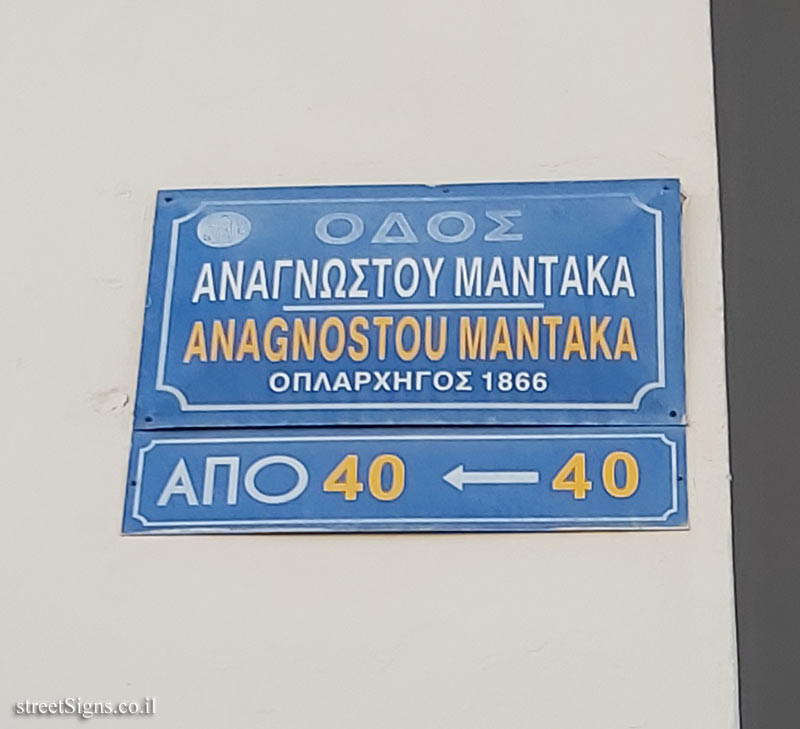 ΟΔΟΣ
ΑΝΑΓΝΩΣΤΟΥ ΜΑΝΤΑΚΑ
ANAGNOSTOU MANTAKA
ΟΠΛΑΡΧΗΓΟΣ 1866
ΑΠΟ 40 ← 40
streetSigns.co.il